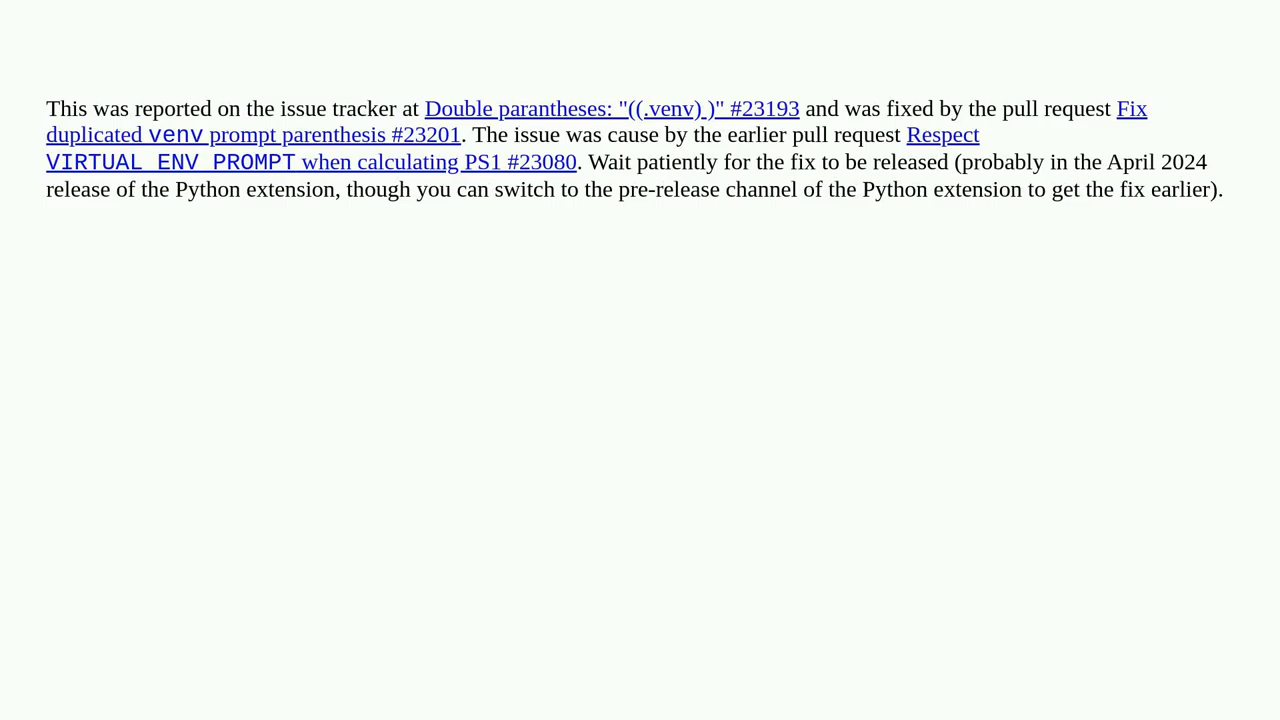 This was reported on the issue tracker at Double parantheses: "((.venv) )" #23193 and was fixed by the pull request Fix
duplicated venv prompt parenthesis #23201. The issue was cause by the earlier pull request Respect
VIRTUAL_ENV_PROMPT when calculating PS1 #23080. Wait patiently for the fix to be released (probably in the April 2024
release of the Python extension, though you can switch to the pre-release channel of the Python extension to get the fix earlier).